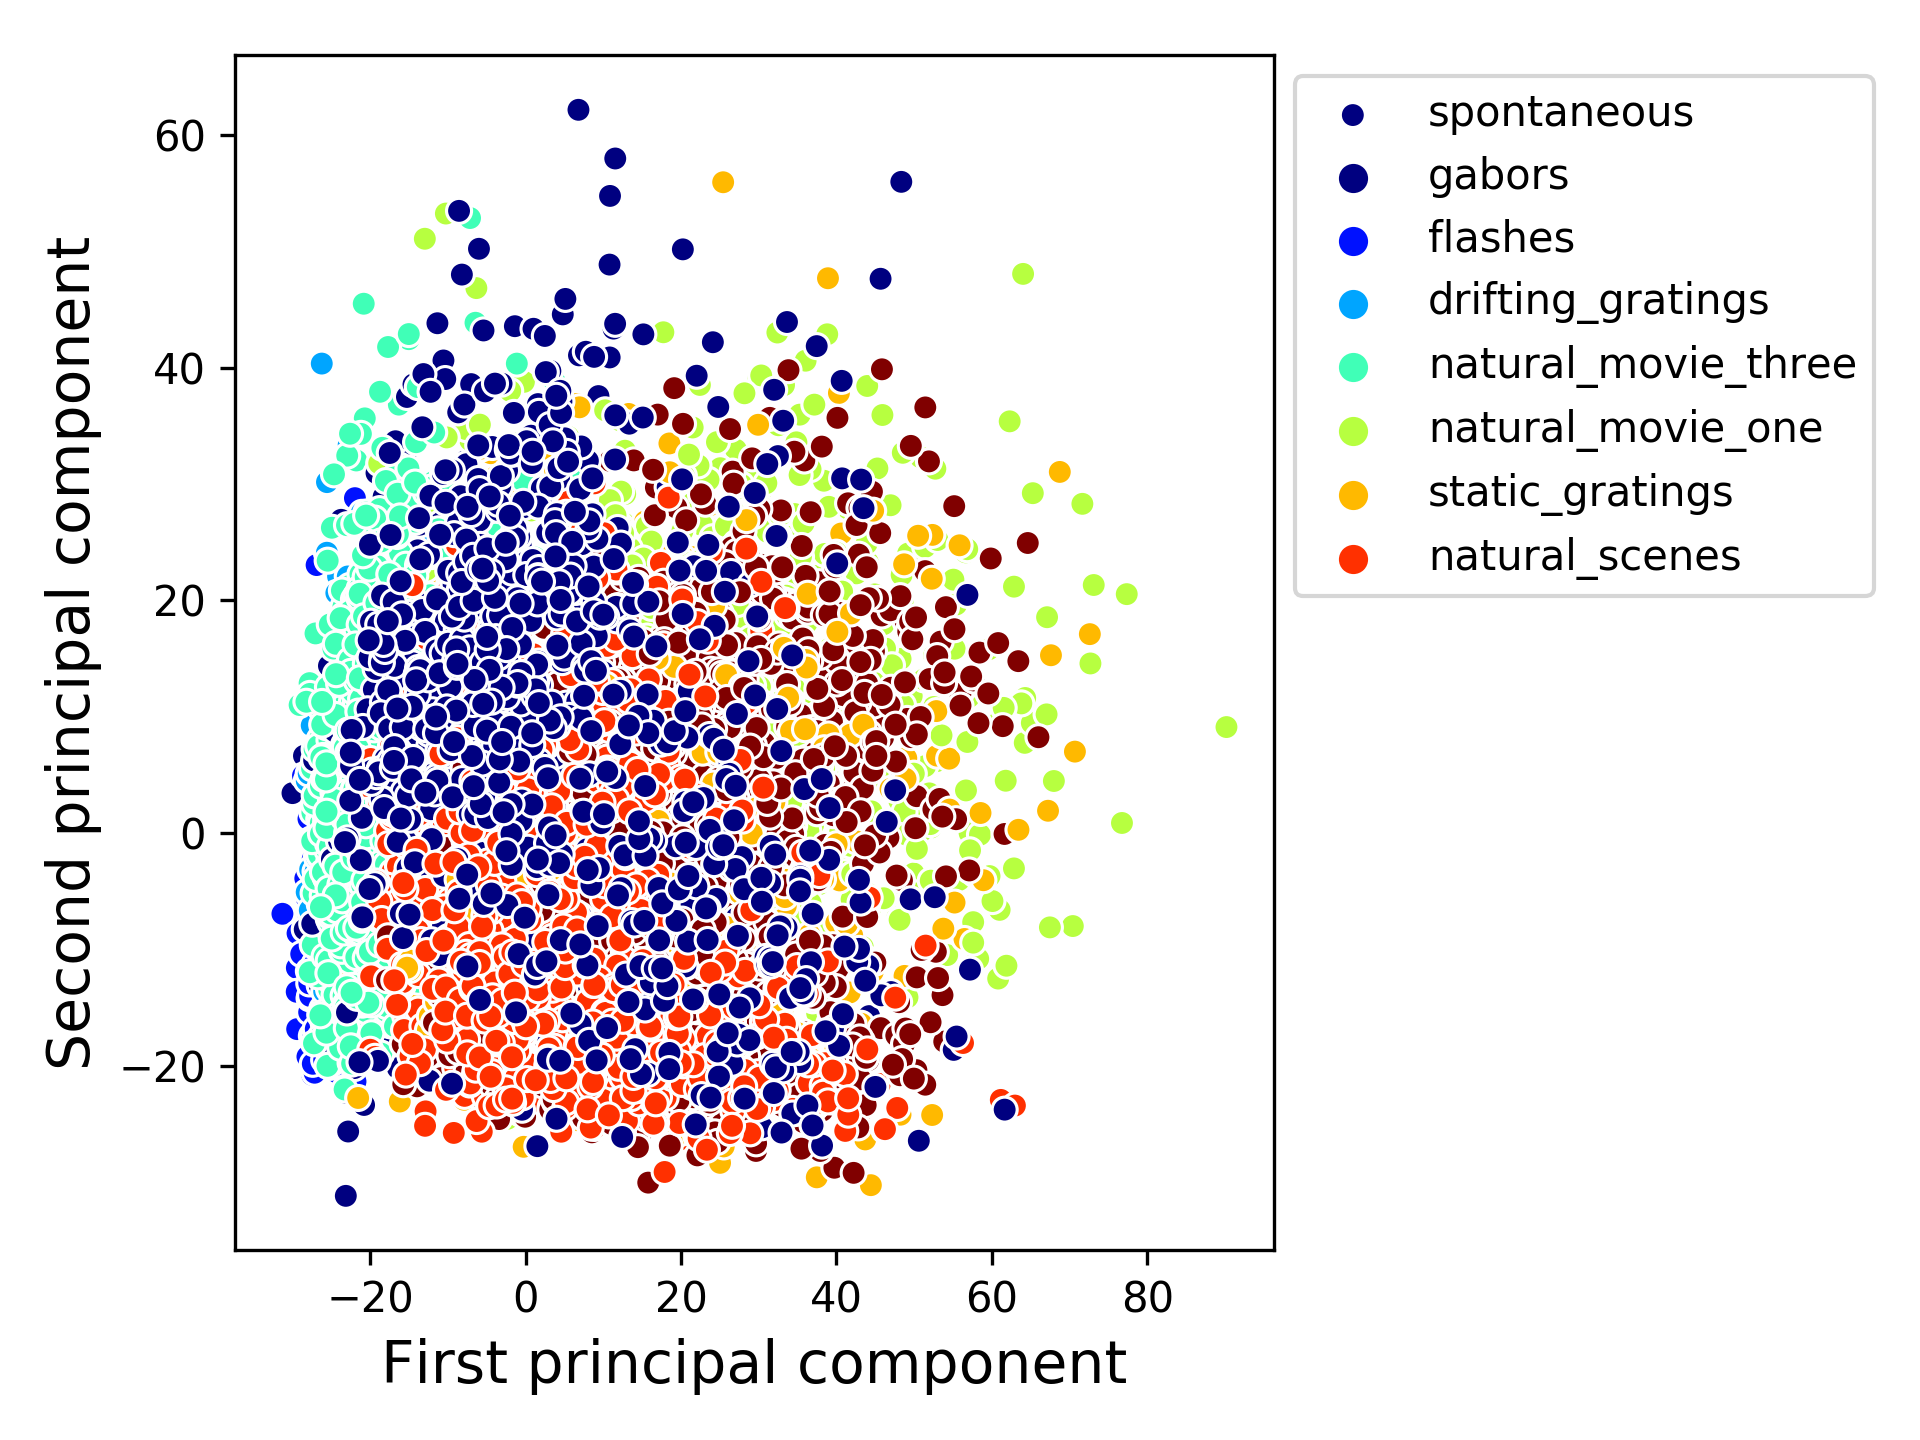 60
40
20
0
−20
−20
0
20
40
60
80
First principal component
Second principal component
spontaneous
gabors
flashes
drifting_gratings
natural_movie_three
natural_movie_one
static_gratings
natural_scenes